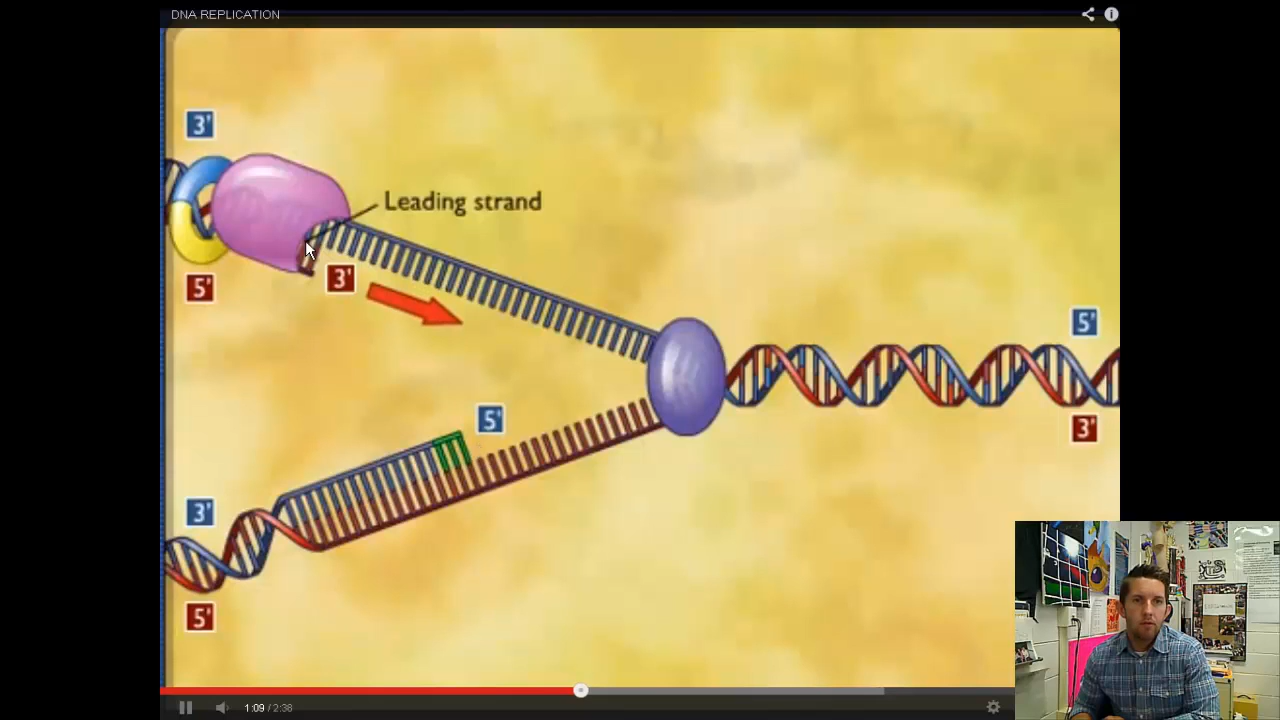 DNA REPLICATION
3'
Leading strand
5'
3'
5'
5'
3'
3'
5'
1:09 / 2:38